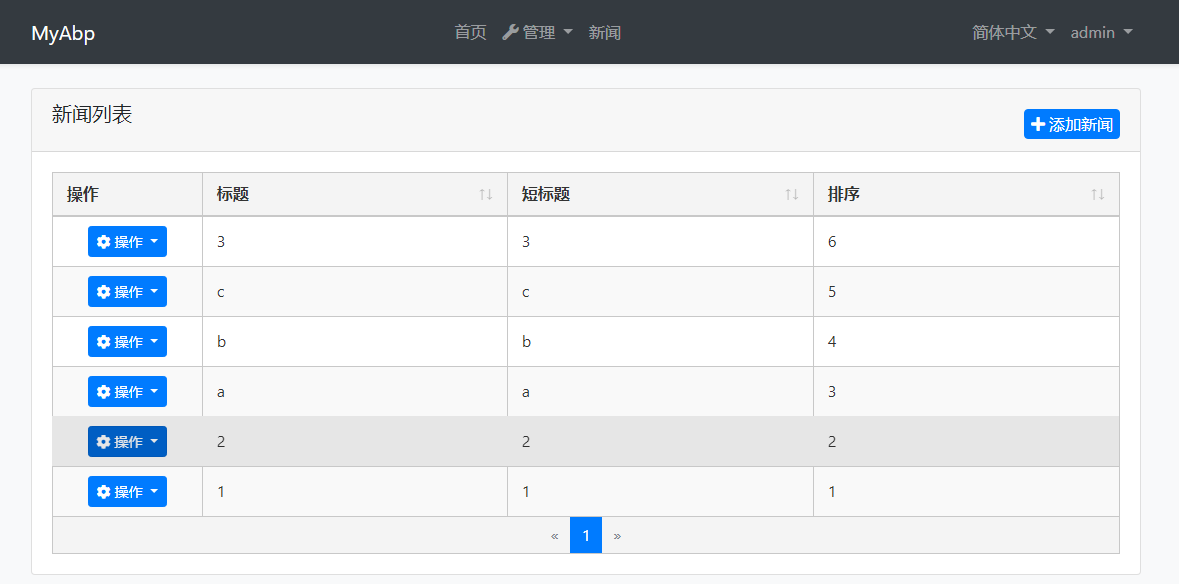 MyAbp 首页 管理 新闻 简体中文 admin
新闻列表
添加新闻
操作 标题 短标题 排序
操作 3 3 6
操作 c c 5
操作 b b 4
操作 a a 3
操作 2 2 2
操作 1 1 1
« 1 »